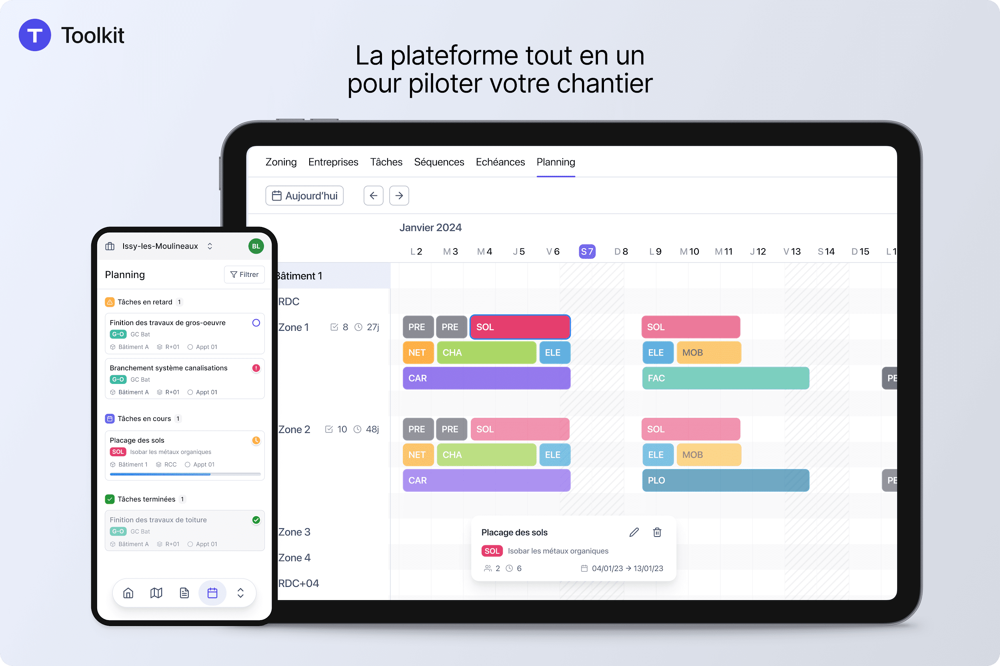 T Toolkit
La plateforme tout en un
pour piloter votre chantier
Zoning Entreprises Tâches Séquences Echéances Planning
Aujourd'hui
Janvier 2024
L 2 M 3 M 4 J 5 V 6 S 7 D 8 L 9 M 10 M 11 J 12 V 13 S 14 D 15 L 1
Bâtiment 1
RDC
Zone 1 8 27j
PRE PRE SOL SOL
NET CHA ELE ELE MOB
CAR FAC PE
Zone 2 10 48j
PRE PRE SOL SOL
NET CHA ELE ELE MOB
CAR PLO PE
Zone 3
Zone 4
RDC+04
Placage des sols
SOL Isobar les métaux organiques
2 6 04/01/23 → 13/01/23
Issy-les-Moulineaux BL
Planning Filtrer
Tâches en retard 1
Finition des travaux de gros-oeuvre
G-O GC Bat
Bâtiment A R+01 Appt 01
Branchement système canalisations
G-O GC Bat
Bâtiment A R+01 Appt 01
Tâches en cours 1
Placage des sols
SOL Isobar les métaux organiques
Bâtiment 1 RCC Appt 01
Tâches terminées 1
Finition des travaux de toiture
G-O GC Bat
Bâtiment A R+01 Appt 01